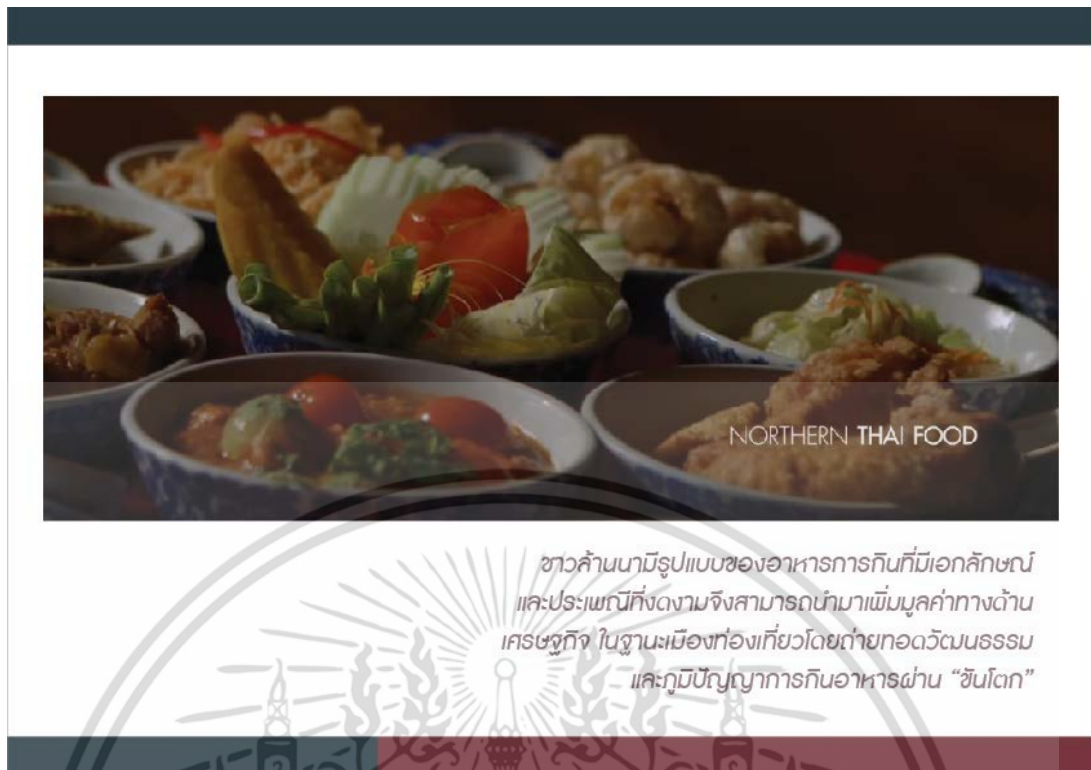 NORTHERN THAI FOOD
ชาวล้านนามีรูปแบบของอาหารการกินที่มีเอกลักษณ์
และประเพณีที่งดงามจึงสามารถนำมาเพิ่มมูลค่าทางด้าน
เศรษฐกิจ ในฐานะเมืองท่องเที่ยวโดยถ่ายทอดวัฒนธรรม
และภูมิปัญญาการกินอาหารผ่าน “ขันโตก”